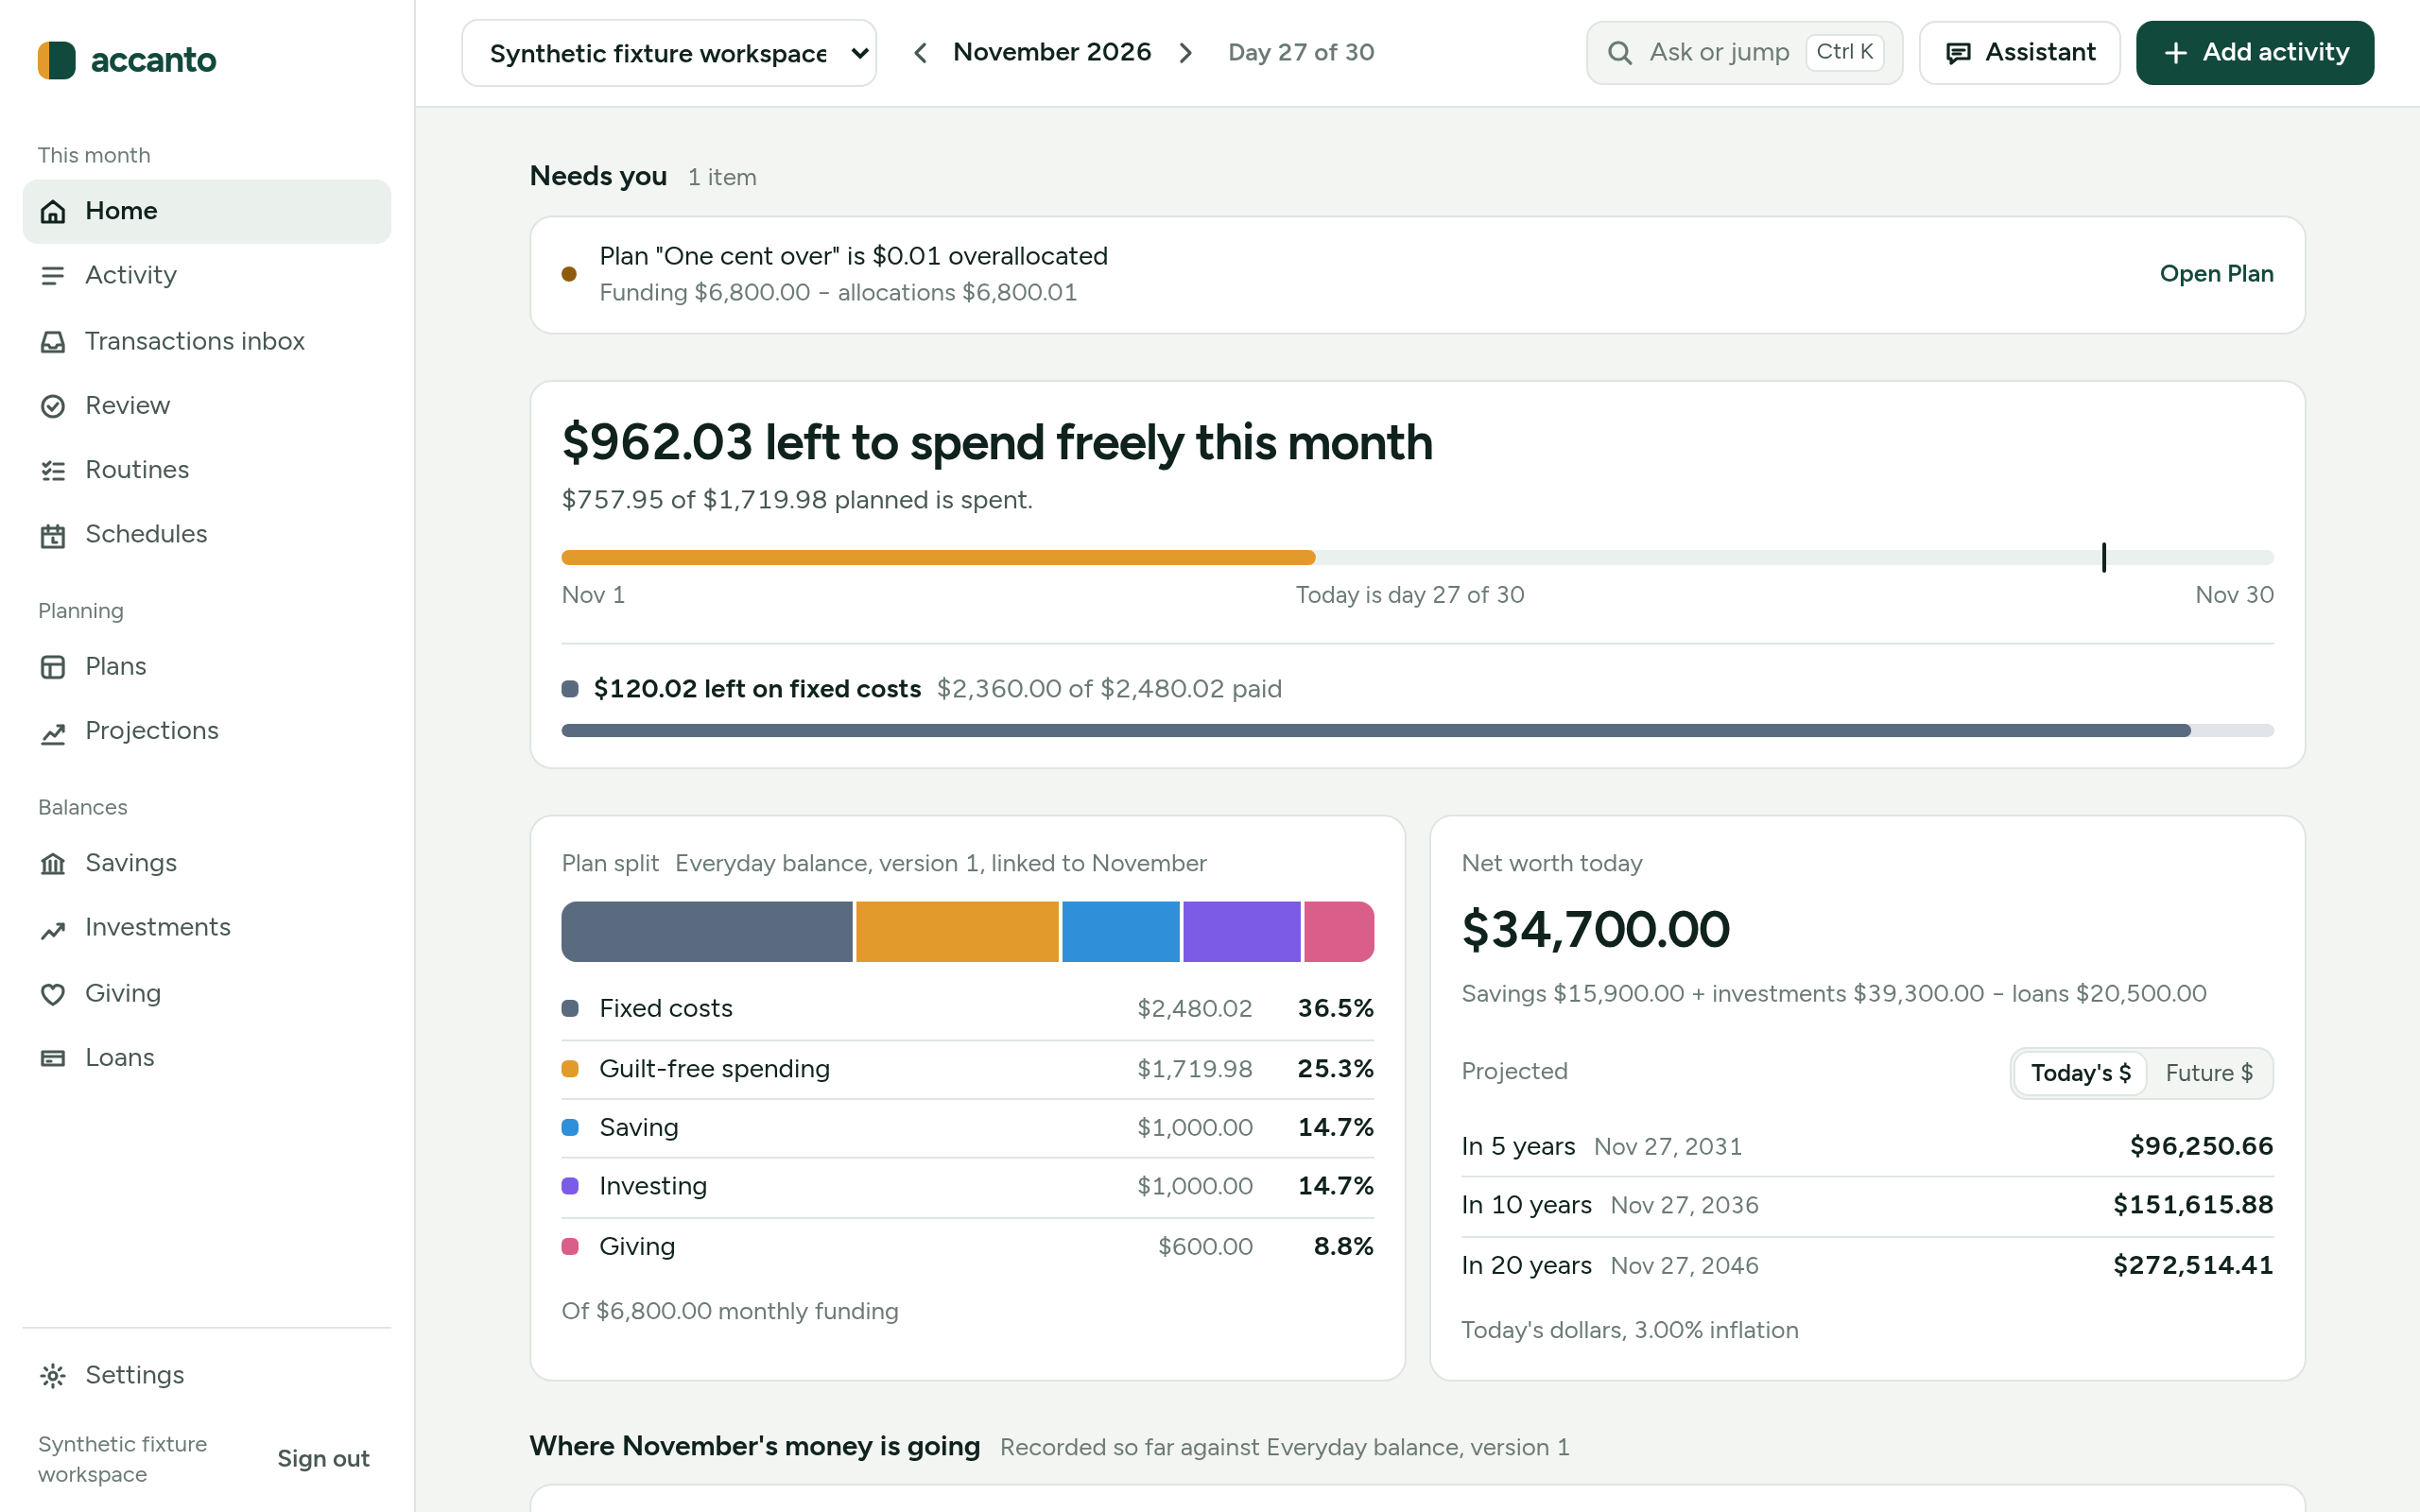 accanto
This month
Home
Activity
Transactions inbox
Review
Routines
Schedules
Planning
Plans
Projections
Balances
Savings
Investments
Giving
Loans
Settings
Synthetic fixture
workspace
Sign out
Synthetic fixture workspace
November 2026
Day 27 of 30
Ask or jump
Ctrl K
Assistant
Add activity
Needs you 1 item
Plan "One cent over" is $0.01 overallocated
Funding $6,800.00 − allocations $6,800.01
Open Plan
$962.03 left to spend freely this month
$757.95 of $1,719.98 planned is spent.
Nov 1 Today is day 27 of 30 Nov 30
$120.02 left on fixed costs $2,360.00 of $2,480.02 paid
Plan split Everyday balance, version 1, linked to November
Fixed costs $2,480.02 36.5%
Guilt-free spending $1,719.98 25.3%
Saving $1,000.00 14.7%
Investing $1,000.00 14.7%
Giving $600.00 8.8%
Of $6,800.00 monthly funding
Net worth today
$34,700.00
Savings $15,900.00 + investments $39,300.00 − loans $20,500.00
Projected Today's $ Future $
In 5 years Nov 27, 2031 $96,250.66
In 10 years Nov 27, 2036 $151,615.88
In 20 years Nov 27, 2046 $272,514.41
Today's dollars, 3.00% inflation
Where November's money is going Recorded so far against Everyday balance, version 1